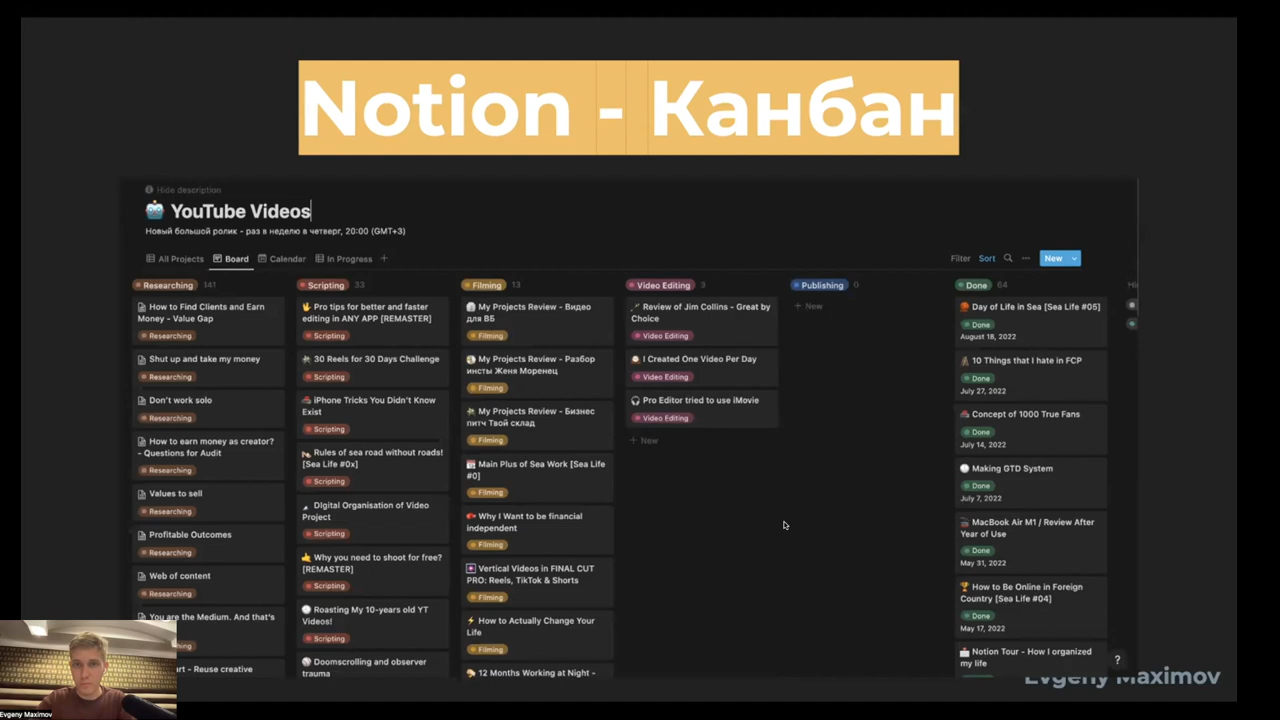 Notion - Канбан
Hide description
YouTube Videos
Новый большой ролик - раз в неделю в четверг, 20:00 (GMT+3)
All Projects
Board
Calendar
In Progress
Filter
Sort
New
Researching 141
How to Find Clients and Earn
Money - Value Gap
Researching
Shut up and take my money
Researching
Don't work solo
Researching
How to earn money as creator?
- Questions for Audit
Researching
Values to sell
Researching
Profitable Outcomes
Researching
Web of content
Researching
You are the Medium. And that's
Reuse creative
Scripting 33
Pro tips for better and faster
editing in ANY APP [REMASTER]
Scripting
30 Reels for 30 Days Challenge
Scripting
iPhone Tricks You Didn't Know
Exist
Scripting
Rules of sea road without roads!
[Sea Life #0x]
Scripting
DIgital Organisation of Video
Project
Scripting
Why you need to shoot for free?
[REMASTER]
Scripting
Roasting My 10-years old YT
Videos!
Scripting
Doomscrolling and observer
trauma
Filming 13
My Projects Review - Видео
для ВБ
Filming
My Projects Review - Разбор
инсты Женя Моренец
Filming
My Projects Review - Бизнес
питч Твой склад
Filming
Main Plus of Sea Work [Sea Life
#0]
Filming
Why I Want to be financial
independent
Filming
Vertical Videos in FINAL CUT
PRO: Reels, TikTok & Shorts
Filming
How to Actually Change Your
Life
Filming
12 Months Working at Night -
Video Editing 3
Review of Jim Collins - Great by
Choice
Video Editing
I Created One Video Per Day
Video Editing
Pro Editor tried to use iMovie
Video Editing
+ New
Publishing 0
+ New
Done 64
Day of Life in Sea [Sea Life #05]
Done
August 18, 2022
10 Things that I hate in FCP
Done
July 27, 2022
Concept of 1000 True Fans
Done
July 14, 2022
Making GTD System
Done
July 7, 2022
MacBook Air M1 / Review After
Year of Use
Done
May 31, 2022
How to Be Online in Foreign
Country [Sea Life #04]
Done
May 17, 2022
Notion Tour - How I organized
my life
?
Evgeny Maximov
Evgeny Maximov